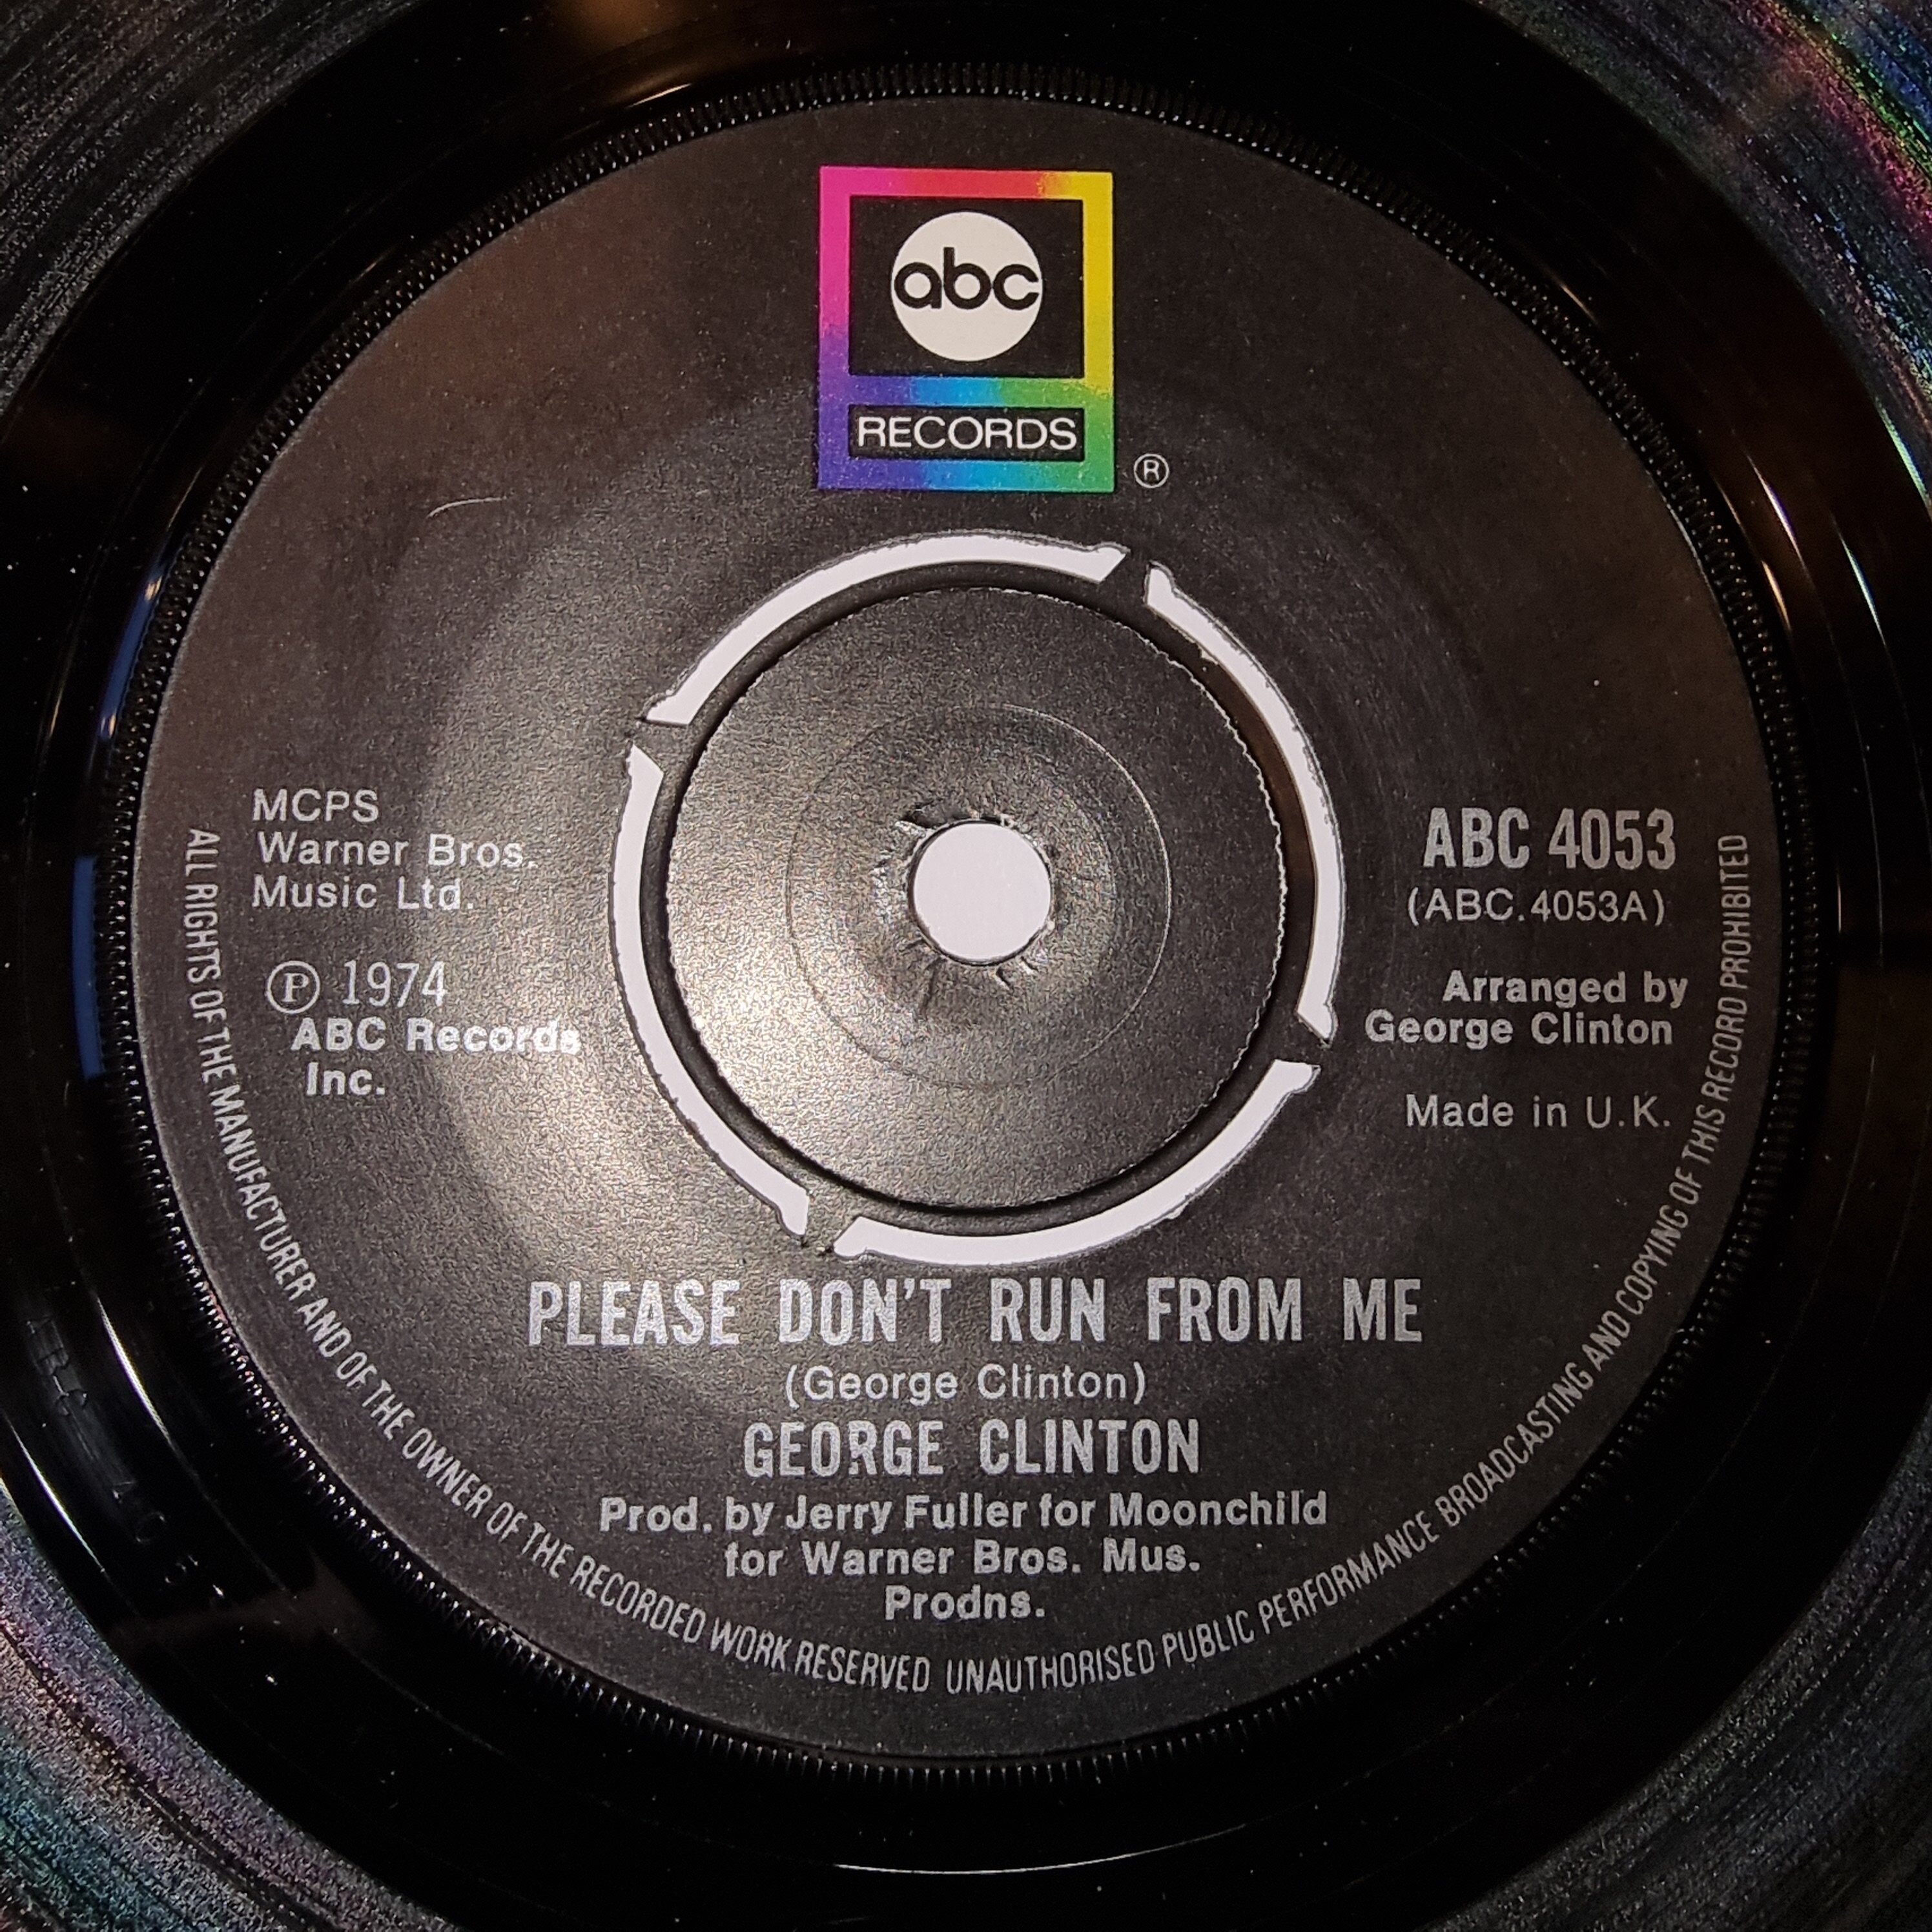 abc
RECORDS
®
MCPS
Warner Bros.
Music Ltd.
Ⓟ 1974
ABC Records
Inc.
ABC 4053
(ABC.4053A)
Arranged by
George Clinton
Made in U.K.
PLEASE DON'T RUN FROM ME
(George Clinton)
GEORGE CLINTON
Prod. by Jerry Fuller for Moonchild
for Warner Bros. Mus.
Prodns.
ALL RIGHTS OF THE MANUFACTURER AND OF THE OWNER OF THE RECORDED WORK RESERVED UNAUTHORISED PUBLIC PERFORMANCE BROADCASTING AND COPYING OF THIS RECORD PROHIBITED